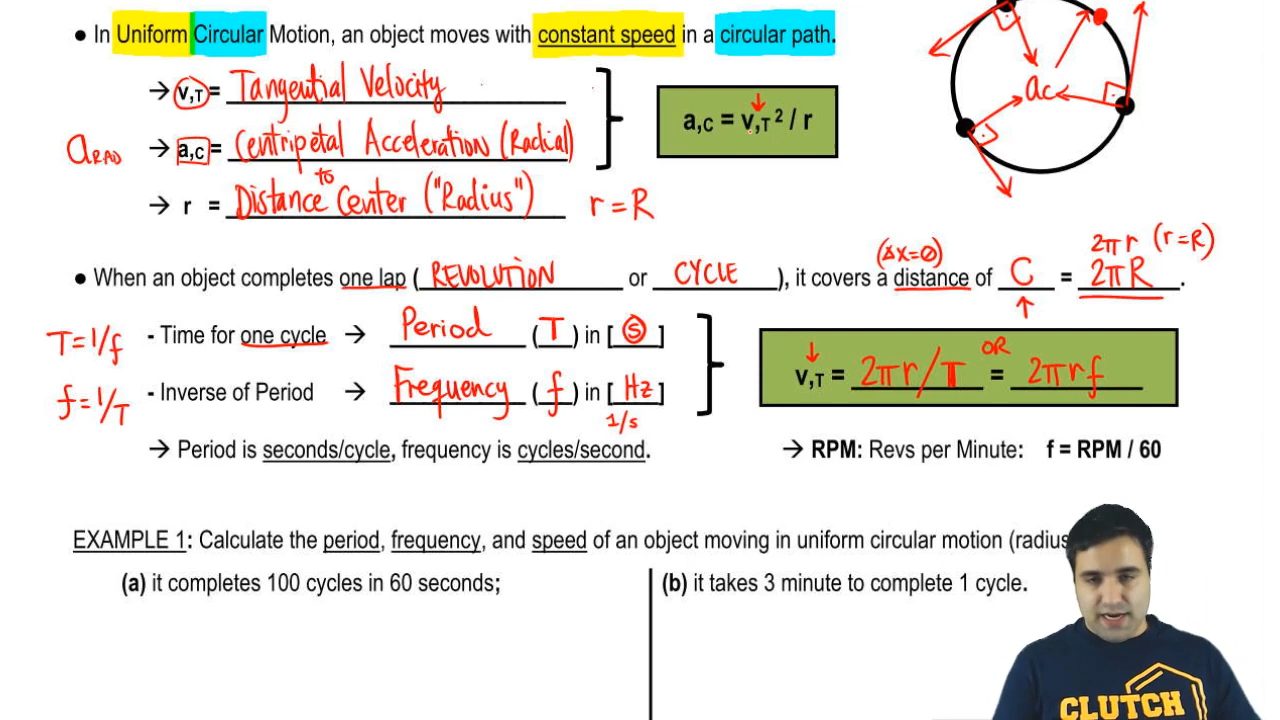 ● In Uniform Circular Motion, an object moves with constant speed in a circular path.
→ v,T = Tangential Velocity
aRAD → a,C = Centripetal Acceleration (Radial)
a,C = v,T² / r
ac
→ r = Distance to Center ("Radius") r = R
● When an object completes one lap (REVOLUTION or CYCLE), it covers a distance of C = 2πR.
(Δx=0)
2πr (r=R)
T=1/f - Time for one cycle → Period (T) in [S]
f=1/T - Inverse of Period → Frequency (f) in [Hz]
1/s
v,T = 2πr/T = 2πrf
OR
→ Period is seconds/cycle, frequency is cycles/second. → RPM: Revs per Minute: f = RPM / 60
EXAMPLE 1: Calculate the period, frequency, and speed of an object moving in uniform circular motion (radius
(a) it completes 100 cycles in 60 seconds; (b) it takes 3 minute to complete 1 cycle.
CLUTCH